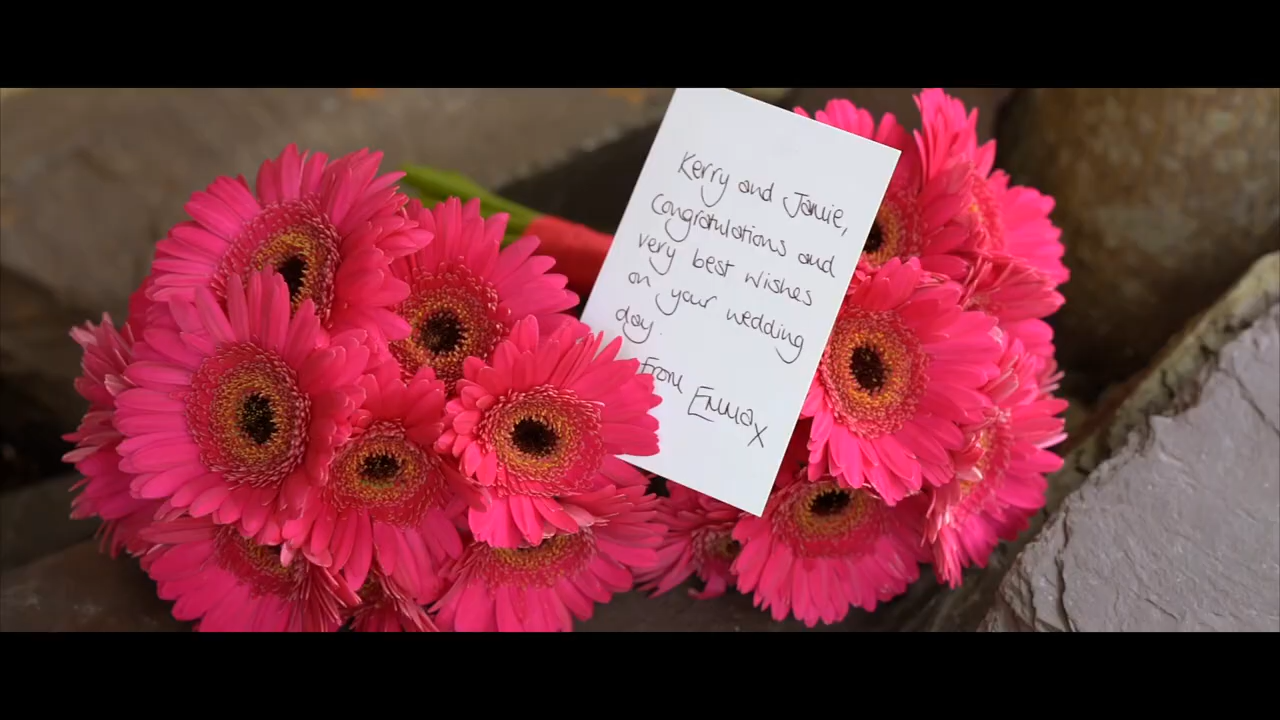 Kerry and Jamie,
Congratulations and
very best wishes
on your wedding
day.
From Emma x